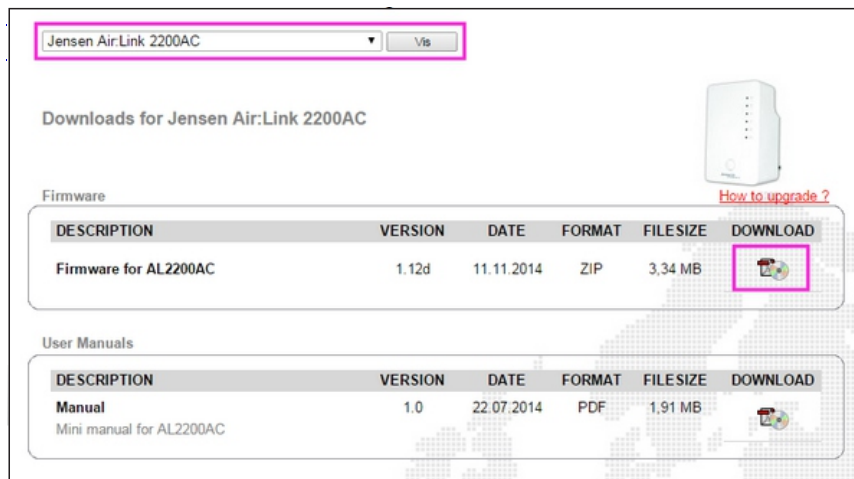 Jensen Air:Link 2200AC Vis
Downloads for Jensen Air:Link 2200AC
Firmware
How to upgrade ?
DESCRIPTION VERSION DATE FORMAT FILESIZE DOWNLOAD
Firmware for AL2200AC 1.12d 11.11.2014 ZIP 3,34 MB
User Manuals
DESCRIPTION VERSION DATE FORMAT FILESIZE DOWNLOAD
Manual 1.0 22.07.2014 PDF 1,91 MB
Mini manual for AL2200AC